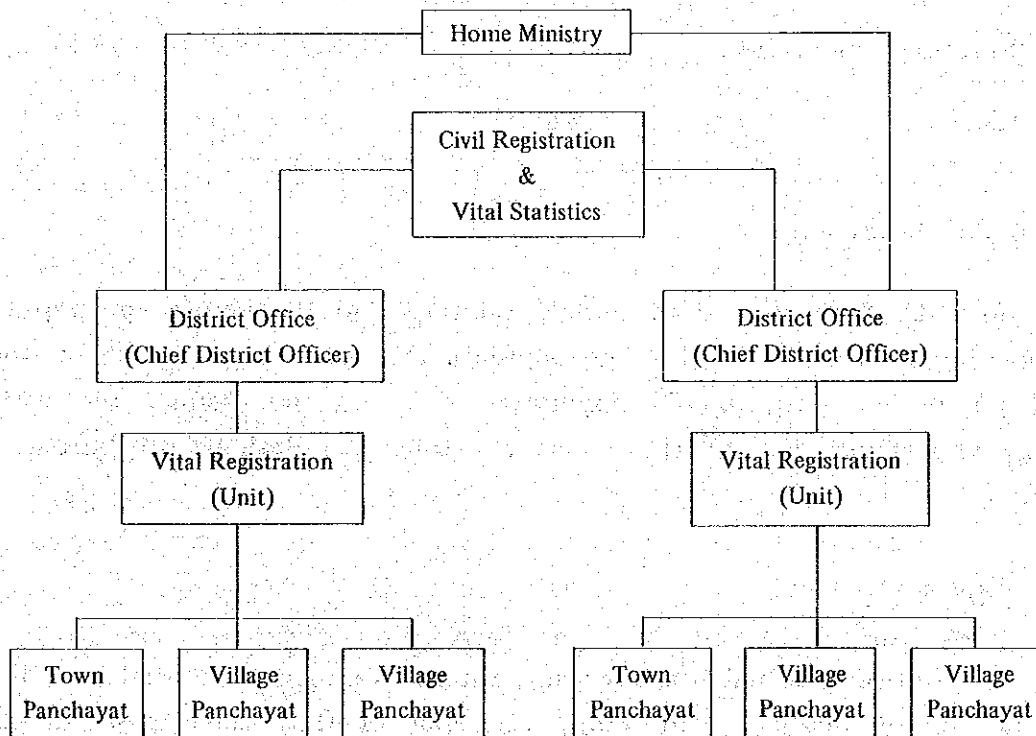 Home Ministry
Civil Registration
&
Vital Statistics
District Office
(Chief District Officer)
District Office
(Chief District Officer)
Vital Registration
(Unit)
Vital Registration
(Unit)
Town
Panchayat
Village
Panchayat
Village
Panchayat
Town
Panchayat
Village
Panchayat
Village
Panchayat